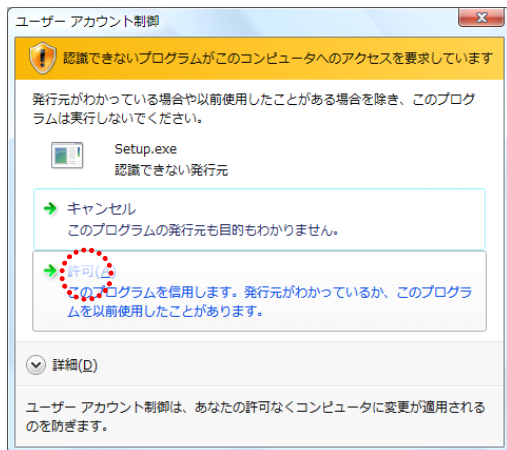 ユーザー アカウント制御
認識できないプログラムがこのコンピュータへのアクセスを要求しています
発行元がわかっている場合や以前使用したことがある場合を除き、このプログ
ラムは実行しないでください。
Setup.exe
認識できない発行元
キャンセル
このプログラムの発行元も目的もわかりません。
許可(A)
このプログラムを信用します。発行元がわかっているか、このプログラ
ムを以前使用したことがあります。
詳細(D)
ユーザー アカウント制御は、あなたの許可なくコンピュータに変更が適用される
のを防ぎます。